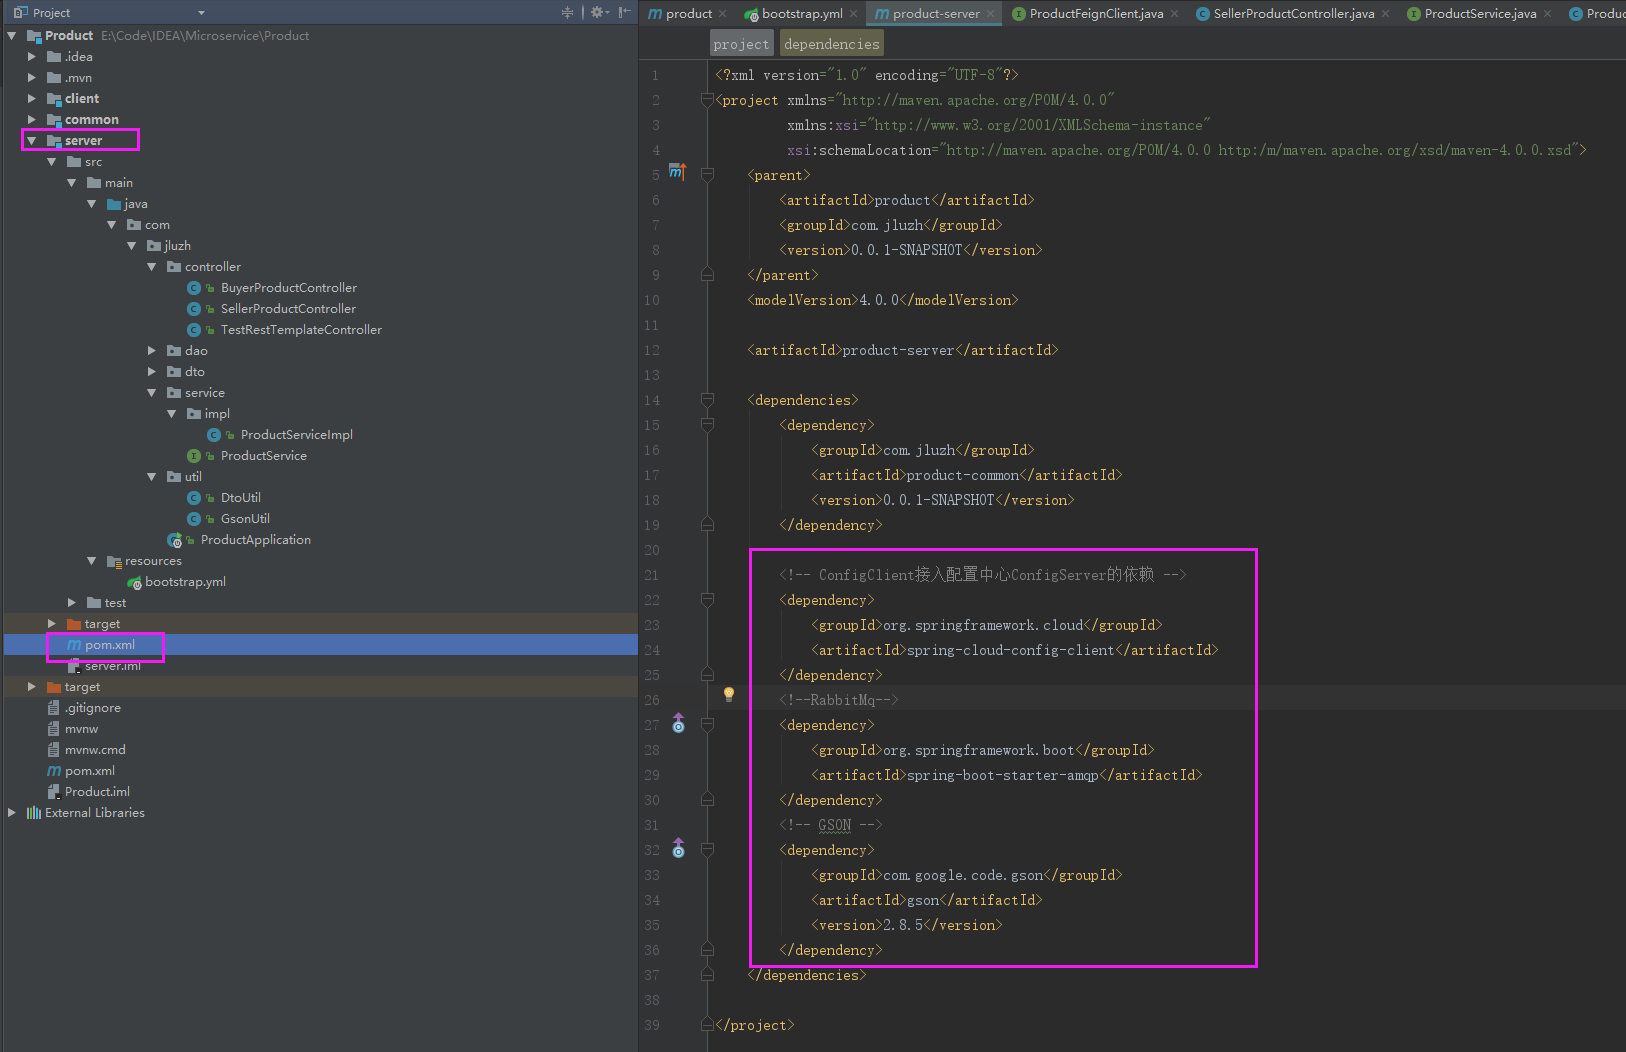 Project
Product E:\Code\IDEA\Microservice\Product
.idea
.mvn
client
common
server
src
main
java
com
jluzh
controller
BuyerProductController
SellerProductController
TestRestTemplateController
dao
dto
service
impl
ProductServiceImpl
ProductService
util
DtoUtil
GsonUtil
ProductApplication
resources
bootstrap.yml
test
target
pom.xml
server.iml
target
.gitignore
mvnw
mvnw.cmd
pom.xml
Product.iml
External Libraries
product bootstrap.yml product-server ProductFeignClient.java SellerProductController.java ProductService.java Produc
project dependencies
1 <?xml version="1.0" encoding="UTF-8"?>
2 <project xmlns="http://maven.apache.org/POM/4.0.0"
3 xmlns:xsi="http://www.w3.org/2001/XMLSchema-instance"
4 xsi:schemaLocation="http://maven.apache.org/POM/4.0.0 http:/m/maven.apache.org/xsd/maven-4.0.0.xsd">
5 <parent>
6 <artifactId>product</artifactId>
7 <groupId>com.jluzh</groupId>
8 <version>0.0.1-SNAPSHOT</version>
9 </parent>
10 <modelVersion>4.0.0</modelVersion>
11
12 <artifactId>product-server</artifactId>
13
14 <dependencies>
15 <dependency>
16 <groupId>com.jluzh</groupId>
17 <artifactId>product-common</artifactId>
18 <version>0.0.1-SNAPSHOT</version>
19 </dependency>
20
21 <!-- ConfigClient接入配置中心ConfigServer的依赖 -->
22 <dependency>
23 <groupId>org.springframework.cloud</groupId>
24 <artifactId>spring-cloud-config-client</artifactId>
25 </dependency>
26 <!--RabbitMq-->
27 <dependency>
28 <groupId>org.springframework.boot</groupId>
29 <artifactId>spring-boot-starter-amqp</artifactId>
30 </dependency>
31 <!-- GSON -->
32 <dependency>
33 <groupId>com.google.code.gson</groupId>
34 <artifactId>gson</artifactId>
35 <version>2.8.5</version>
36 </dependency>
37 </dependencies>
38
39 </project>